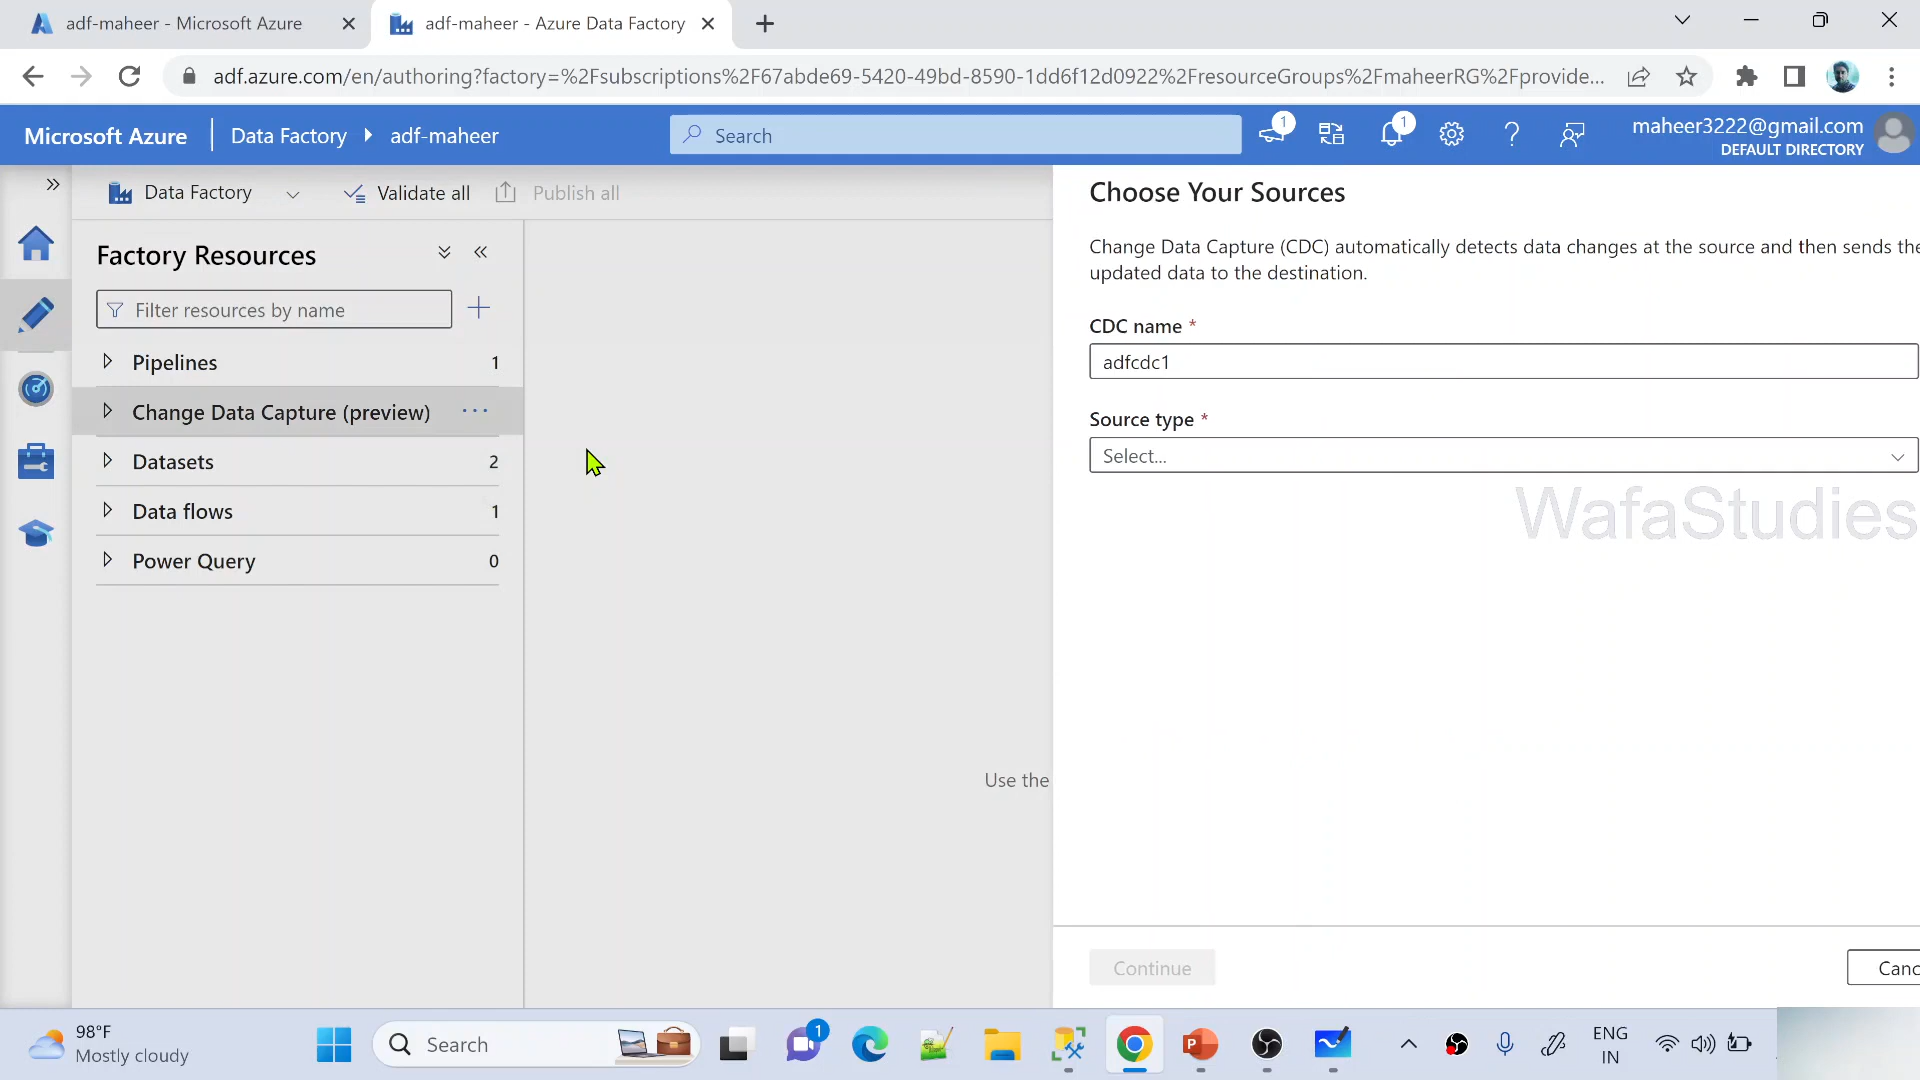 adf-maheer - Microsoft Azure
adf-maheer - Azure Data Factory
adf.azure.com/en/authoring?factory=%2Fsubscriptions%2F67abde69-5420-49bd-8590-1dd6f12d0922%2FresourceGroups%2FmaheerRG%2Fprovide...
Microsoft Azure
Data Factory
adf-maheer
Search
1
1
maheer3222@gmail.com
DEFAULT DIRECTORY
Data Factory
Validate all
Publish all
Factory Resources
Filter resources by name
Pipelines 1
Change Data Capture (preview) ...
Datasets 2
Data flows 1
Power Query 0
Use the
Choose Your Sources
Change Data Capture (CDC) automatically detects data changes at the source and then sends the
updated data to the destination.
CDC name *
adfcdc1
Source type *
Select...
WafaStudies
Continue
Canc
98°F
Mostly cloudy
Search
1
ENG
IN